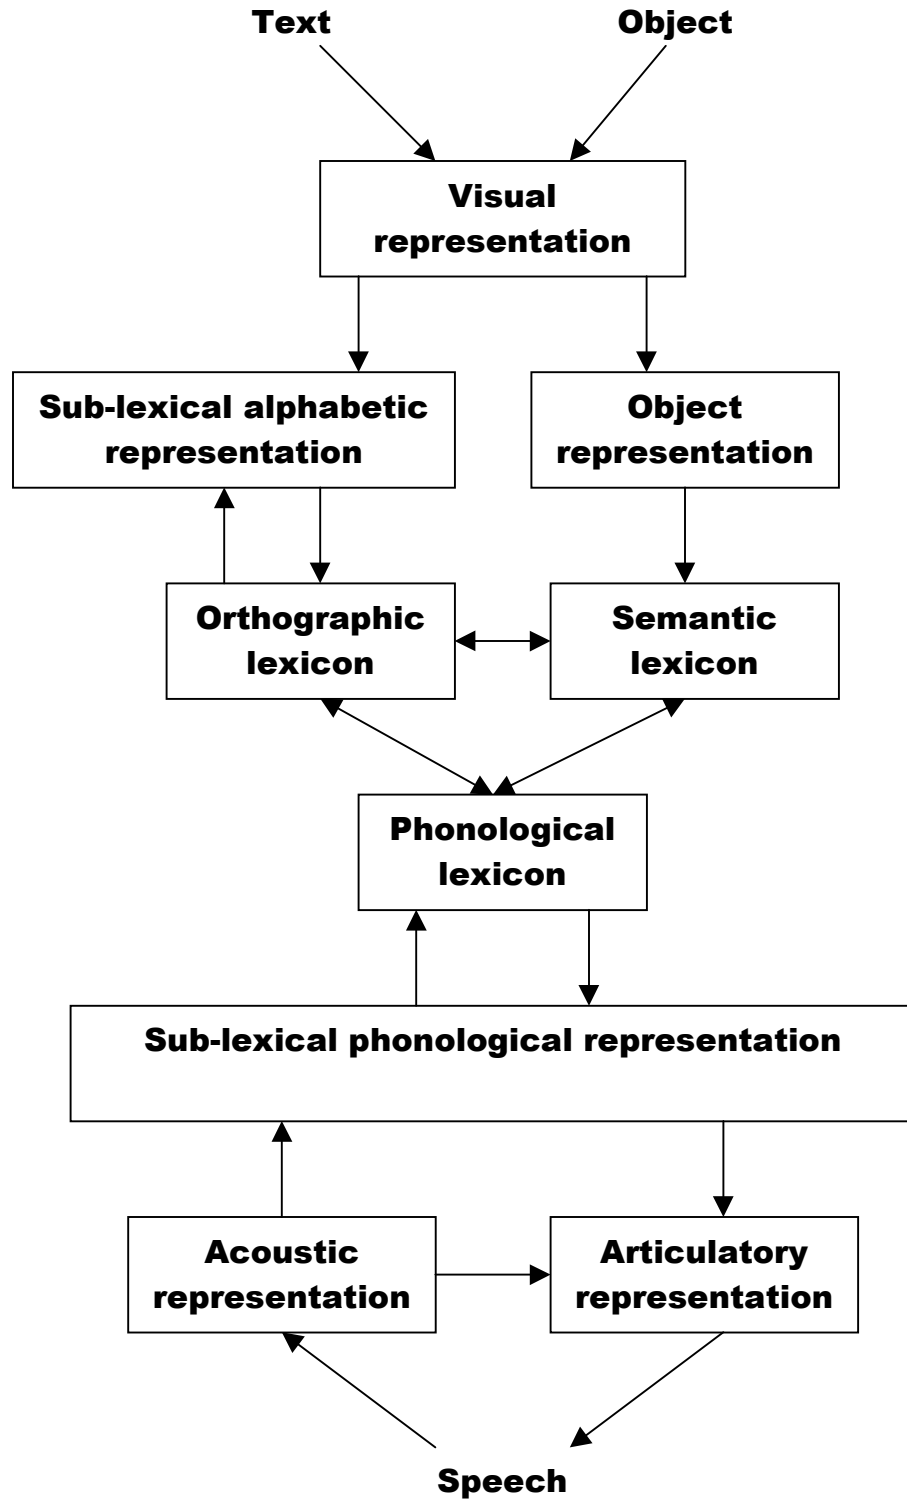 Text
Object
Visual
representation
Sub-lexical alphabetic
representation
Object
representation
Orthographic
lexicon
Semantic
lexicon
Phonological
lexicon
Sub-lexical phonological representation
Acoustic
representation
Articulatory
representation
Speech